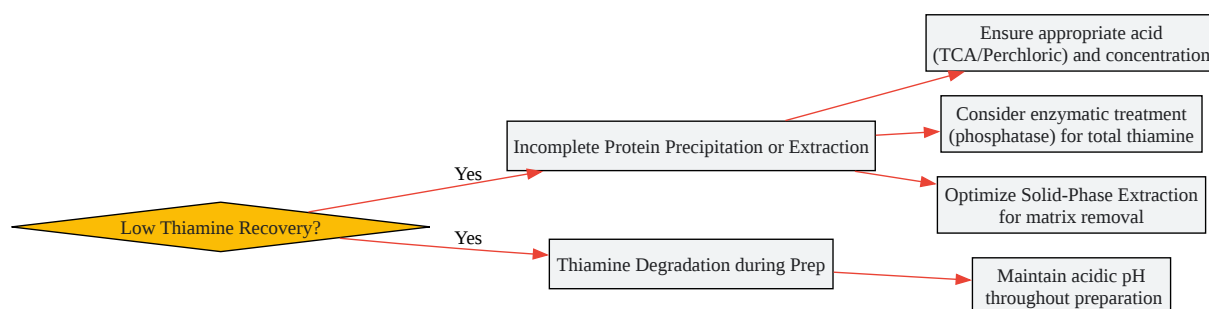 Ensure appropriate acid
(TCA/Perchloric) and concentration
Consider enzymatic treatment
(phosphatase) for total thiamine
Incomplete Protein Precipitation or Extraction
Yes
Optimize Solid-Phase Extraction
for matrix removal
Low Thiamine Recovery?
Yes
Thiamine Degradation during Prep
Maintain acidic pH
throughout preparation